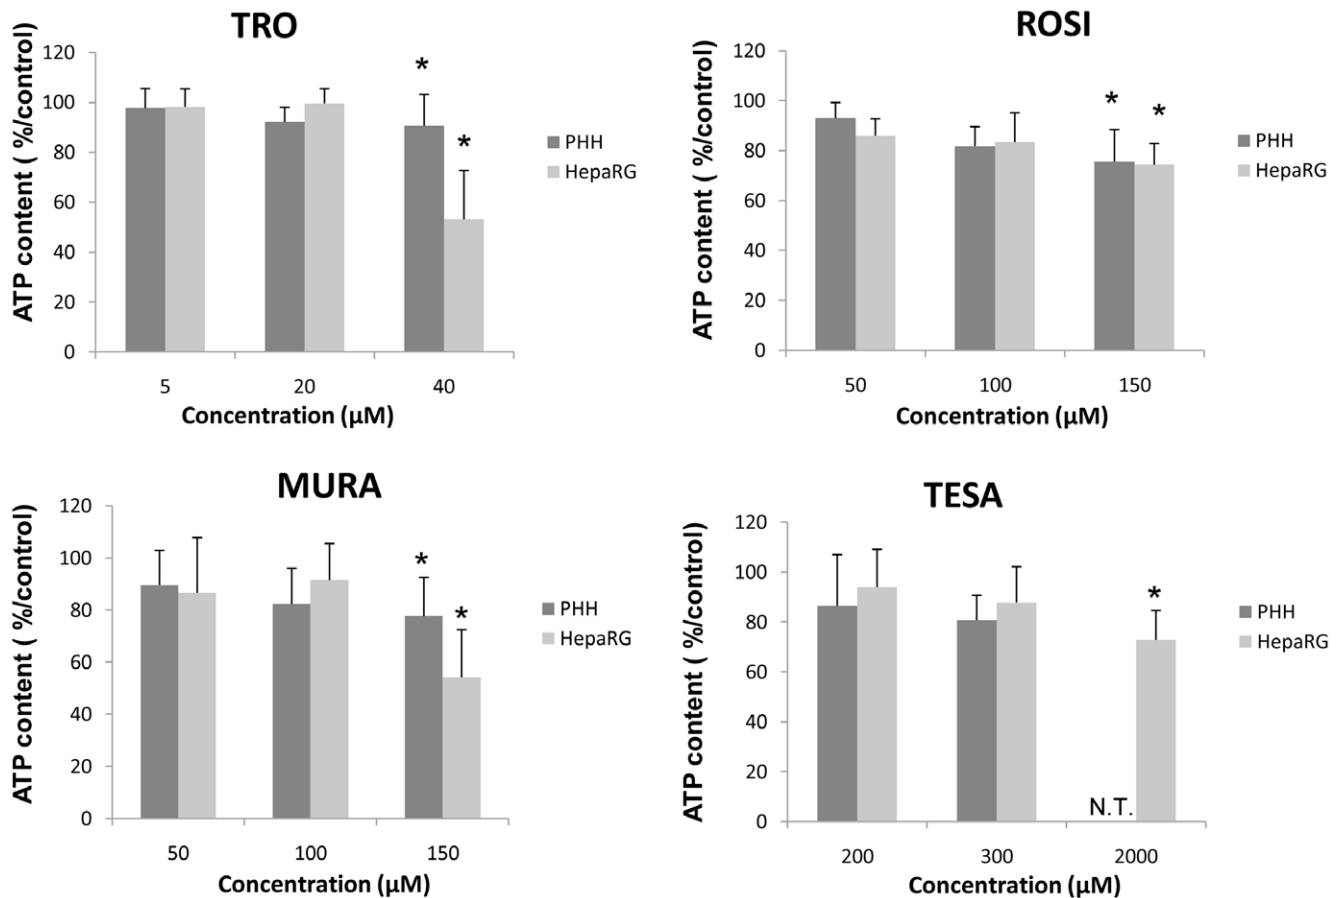 TRO
ATP content ( %/control)
120
100
80
60
40
20
0
*
*
5 20 40
Concentration (µM)
PHH
HepaRG
ROSI
ATP content ( %/control)
120
100
80
60
40
20
0
* *
50 100 150
Concentration (µM)
PHH
HepaRG
MURA
ATP content ( %/control)
120
100
80
60
40
20
0
*
*
50 100 150
Concentration (µM)
PHH
HepaRG
TESA
ATP content ( %/control)
120
100
80
60
40
20
0
*
N.T.
200 300 2000
Concentration (µM)
PHH
HepaRG